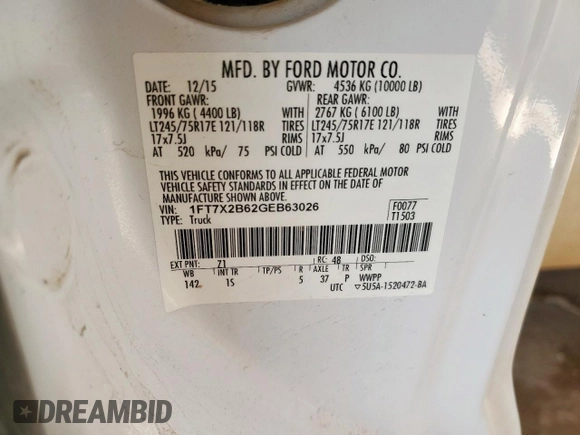 MFD. BY FORD MOTOR CO.
DATE: 12/15 GVWR: 4536 KG (10000 LB)
FRONT GAWR: REAR GAWR:
1996 KG ( 4400 LB) WITH 2767 KG ( 6100 LB) WITH
LT245/75R17E 121/118R TIRES LT245/75R17E 121/118R TIRES
17x7.5J RIMS 17x7.5J RIMS
AT 520 kPa/ 75 PSI COLD AT 550 kPa/ 80 PSI COLD
THIS VEHICLE CONFORMS TO ALL APPLICABLE FEDERAL MOTOR
VEHICLE SAFETY STANDARDS IN EFFECT ON THE DATE OF
MANUFACTURE SHOWN ABOVE.
VIN: 1FT7X2B62GEB63026 F0077
TYPE: Truck T1503
EXT PNT: Z1 RC: 48 DSO:
WB INT TR TP/PS R AXLE TR SPR
142 1S 5 37 P WWPP
UTC ▽5U5A-1520472-BA
DREAMBID